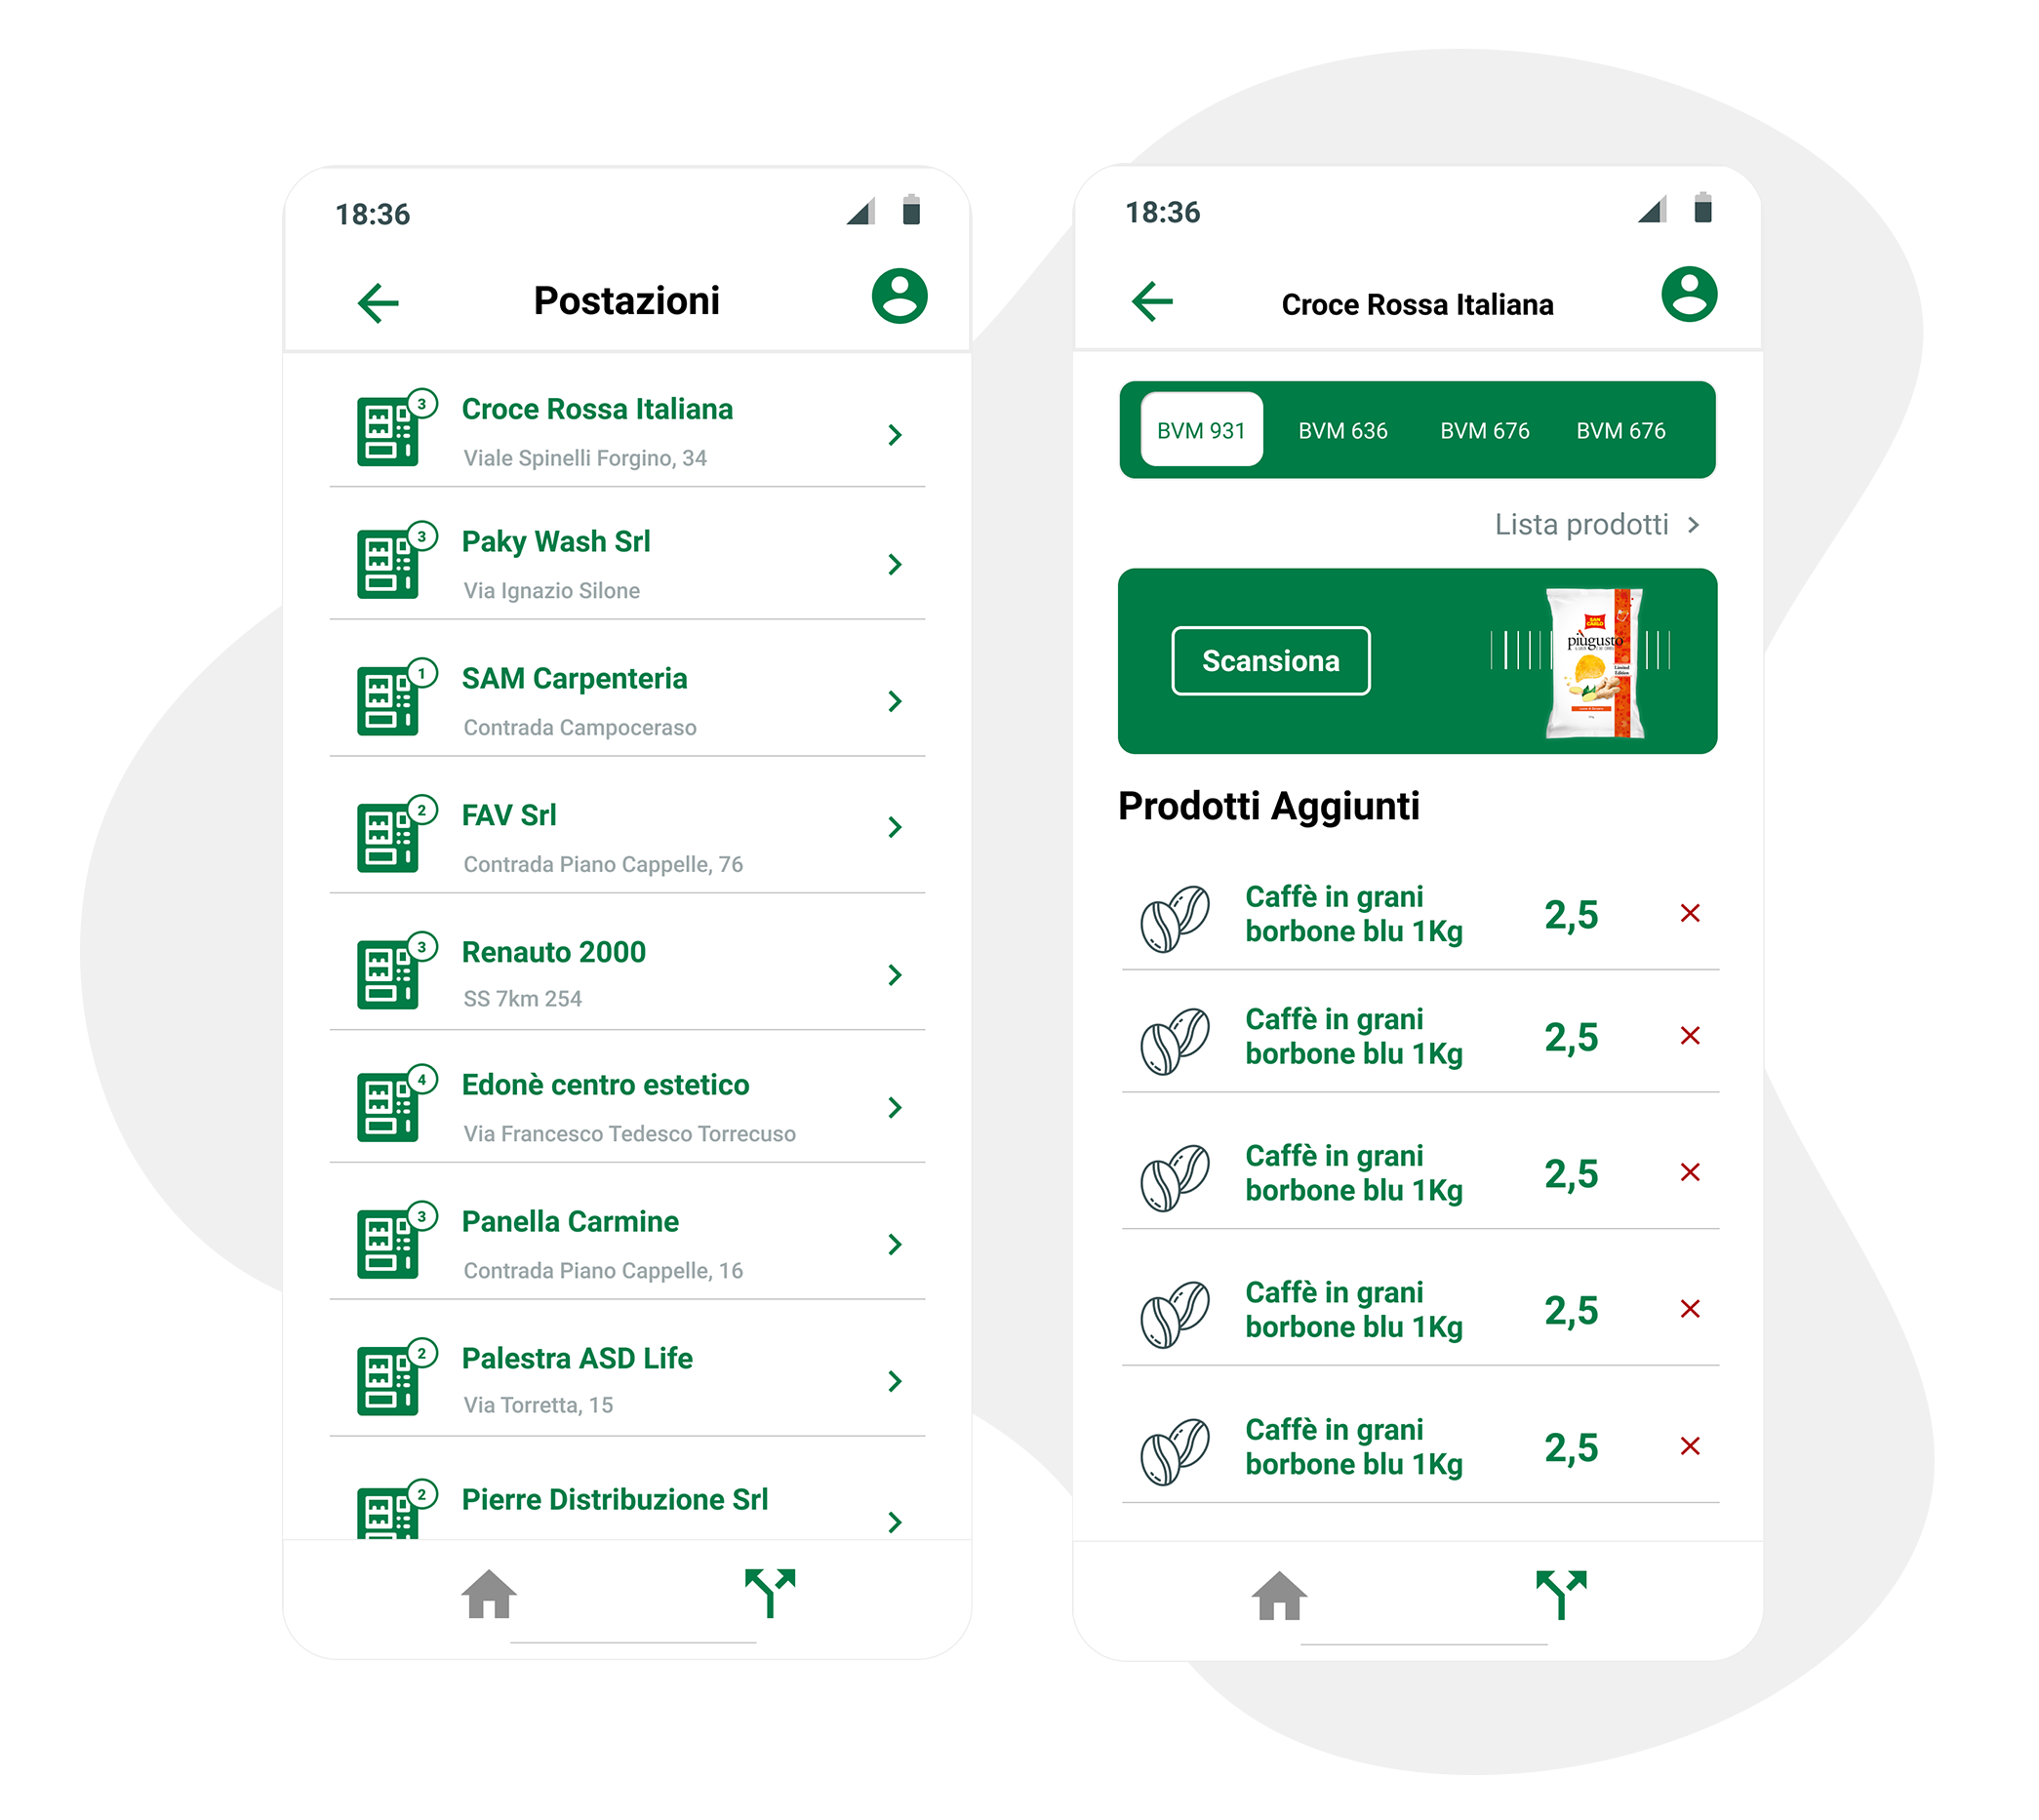 18:36
Postazioni
3
Croce Rossa Italiana
Viale Spinelli Forgino, 34
3
Paky Wash Srl
Via Ignazio Silone
1
SAM Carpenteria
Contrada Campoceraso
2
FAV Srl
Contrada Piano Cappelle, 76
3
Renauto 2000
SS 7km 254
4
Edonè centro estetico
Via Francesco Tedesco Torrecuso
3
Panella Carmine
Contrada Piano Cappelle, 16
2
Palestra ASD Life
Via Torretta, 15
2
Pierre Distribuzione Srl
18:36
Croce Rossa Italiana
BVM 931 BVM 636 BVM 676 BVM 676
Lista prodotti
Scansiona
SAN CARLO
piùgusto
Limited
Edition
Prodotti Aggiunti
Caffè in grani
borbone blu 1Kg
2,5
Caffè in grani
borbone blu 1Kg
2,5
Caffè in grani
borbone blu 1Kg
2,5
Caffè in grani
borbone blu 1Kg
2,5
Caffè in grani
borbone blu 1Kg
2,5